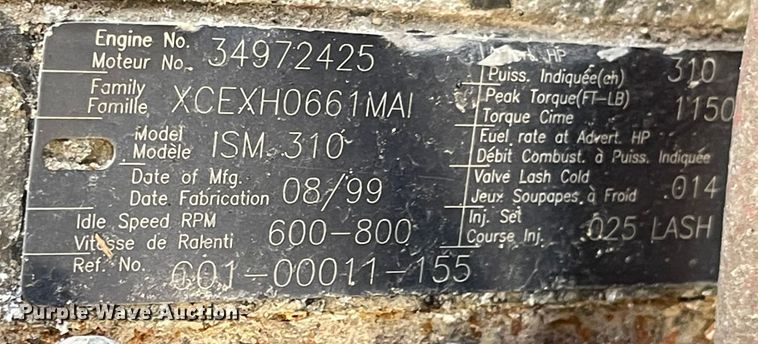 Engine No. 34972425
Moteur No.
Family XCEXH0661MAI
Famille
Model ISM 310
Modèle
Date of Mfg. 08/99
Date Fabrication
Idle Speed RPM 600-800
Vitesse de Ralenti
Ref. No. 001-00011-155
HP 310
Puiss. Indiquée(ch)
Peak Torque(FT-LB) 1150
Torque Cime
Fuel rate at Advert. HP
Débit Combust. à Puiss. Indiquée
Valve Lash Cold .014
Jeux Soupapes à Froid
Inj. Set .025 LASH
Course Inj.
Purple Wave Auction